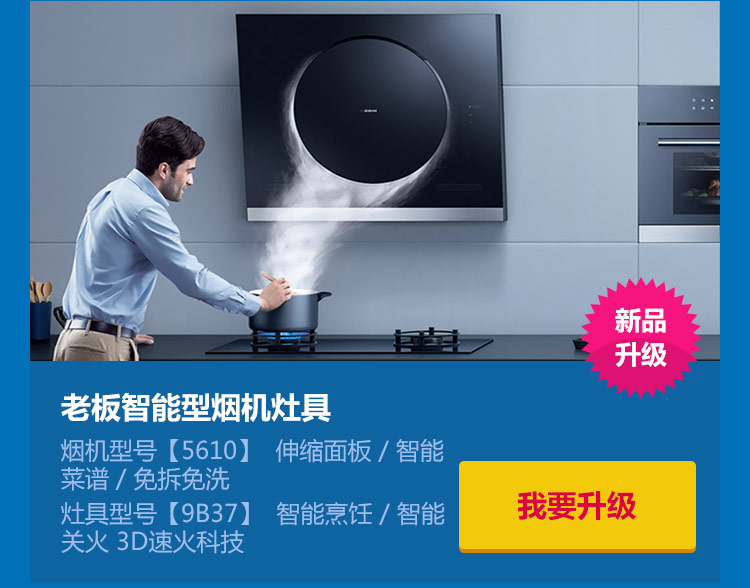 新品
升级
老板智能型烟机灶具
烟机型号【5610】 伸缩面板 / 智能
菜谱 / 免拆免洗
灶具型号【9B37】 智能烹饪 / 智能
关火 3D速火科技
我要升级